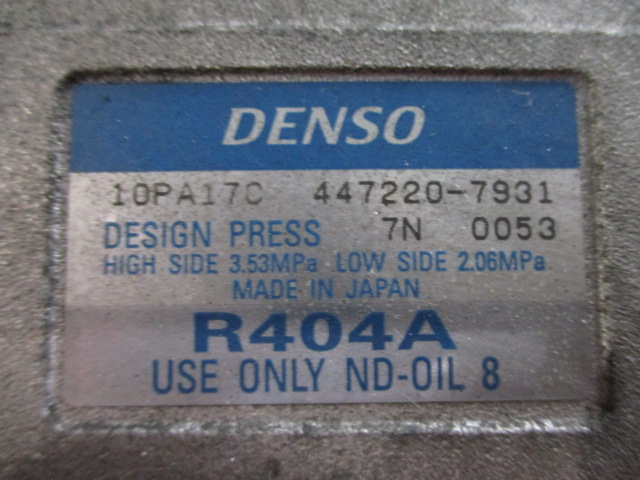 DENSO
10PA17C 447220-7931
DESIGN PRESS 7N 0053
HIGH SIDE 3.53MPa LOW SIDE 2.06MPa
MADE IN JAPAN
R404A
USE ONLY ND-OIL 8